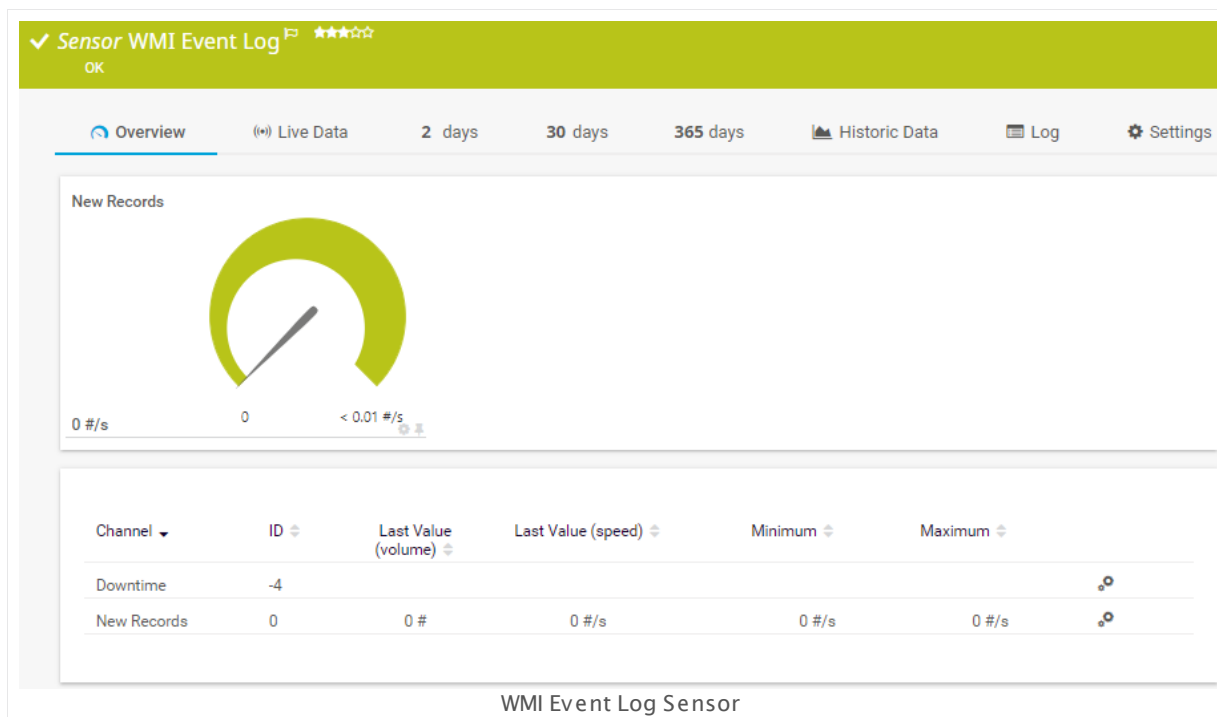 Sensor WMI Event Log
OK
Overview Live Data 2 days 30 days 365 days Historic Data Log Settings
New Records
0 #/s 0 < 0.01 #/s
Channel ID Last Value (volume) Last Value (speed) Minimum Maximum
Downtime -4
New Records 0 0 # 0 #/s 0 #/s 0 #/s
WMI Event Log Sensor